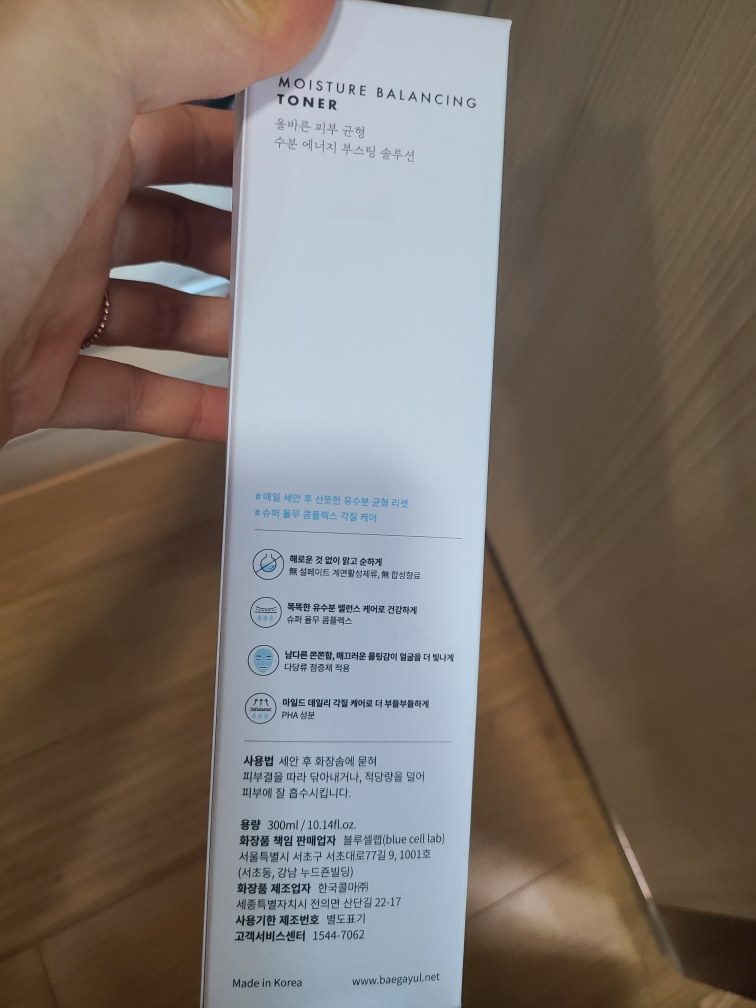 MOISTURE BALANCING
TONER
올바른 피부 균형
수분 에너지 부스팅 솔루션
# 매일 세안 후 산뜻한 유수분 균형 리셋
# 슈퍼 율무 콤플렉스 각질 케어
해로운 것 없이 맑고 순하게
無 설페이트 계면활성제류, 無 합성향료
똑똑한 유수분 밸런스 케어로 건강하게
슈퍼 율무 콤플렉스
남다른 쫀쫀함, 매끄러운 롤링감이 얼굴을 더 빛나게
다당류 점증제 적용
마일드 데일리 각질 케어로 더 부들부들하게
PHA 성분
사용법 세안 후 화장솜에 묻혀
피부결을 따라 닦아내거나, 적당량을 덜어
피부에 잘 흡수시킵니다.
용량 300ml / 10.14fl.oz.
화장품 책임 판매업자 블루셀랩(blue cell lab)
서울특별시 서초구 서초대로77길 9, 1001호
(서초동, 강남 누드죤빌딩)
화장품 제조업자 한국콜마㈜
세종특별자치시 전의면 산단길 22-17
사용기한 제조번호 별도표기
고객서비스센터 1544-7062
Made in Korea www.baegayul.net